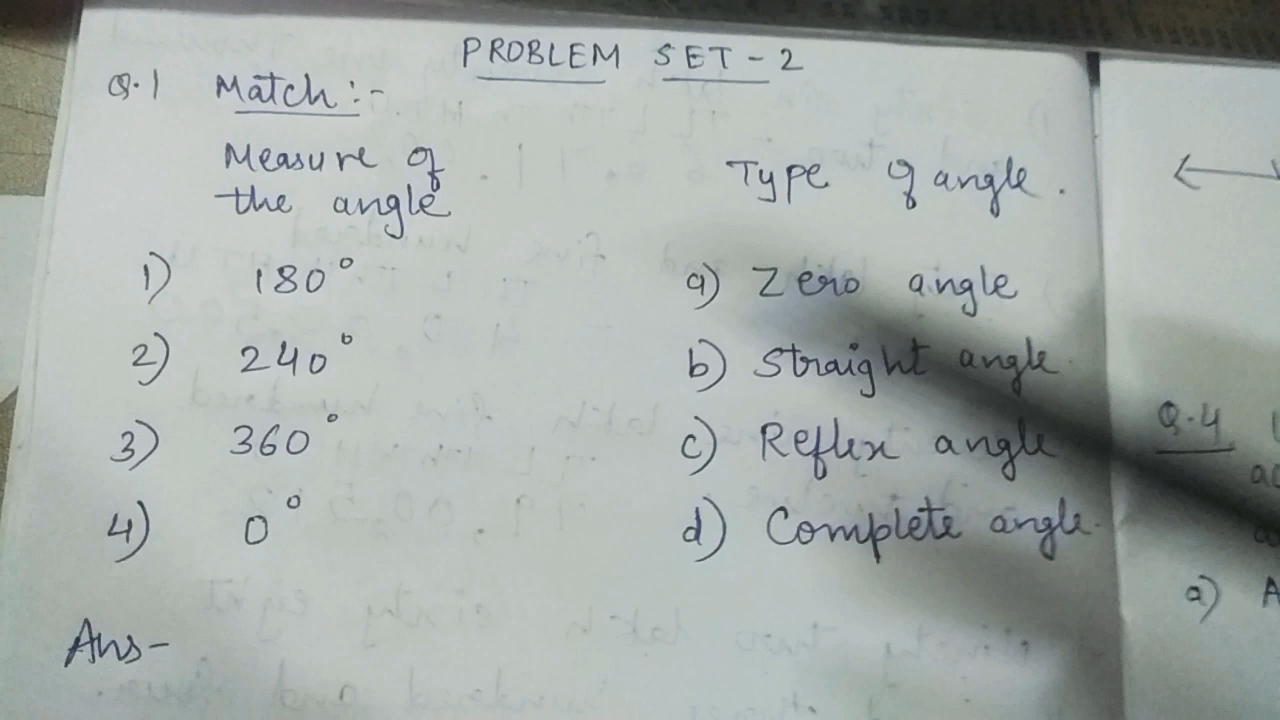 PROBLEM SET - 2
Q.1 Match :-
Measure of
the angle
Type of angle.
1) 180° a) Zero angle
2) 240° b) Straight angle.
3) 360° c) Reflex angle
4) 0° d) Complete angle.
Ans-
Q.4
a) A